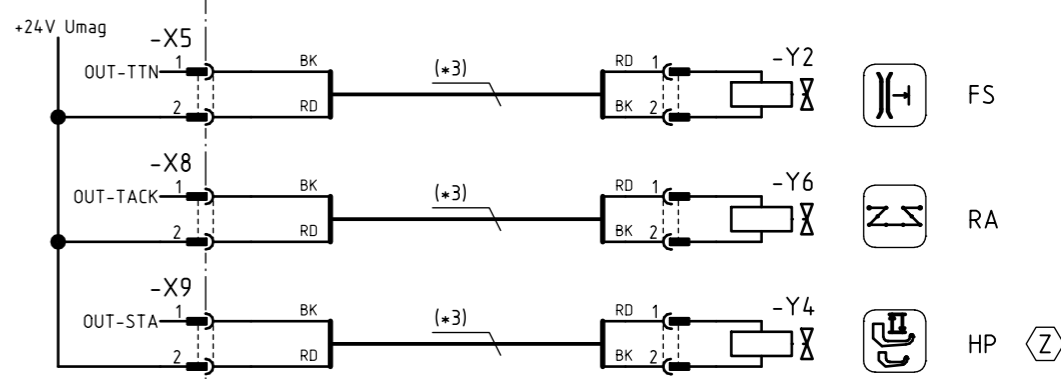 +24V Umag
-X5
OUT-TTN 1 BK (*3) RD 1 -Y2 FS
2 RD BK 2
-X8
OUT-TACK 1 BK (*3) RD 1 -Y6 RA
2 RD BK 2
-X9
OUT-STA 1 BK (*3) RD 1 -Y4 HP Z
2 RD BK 2